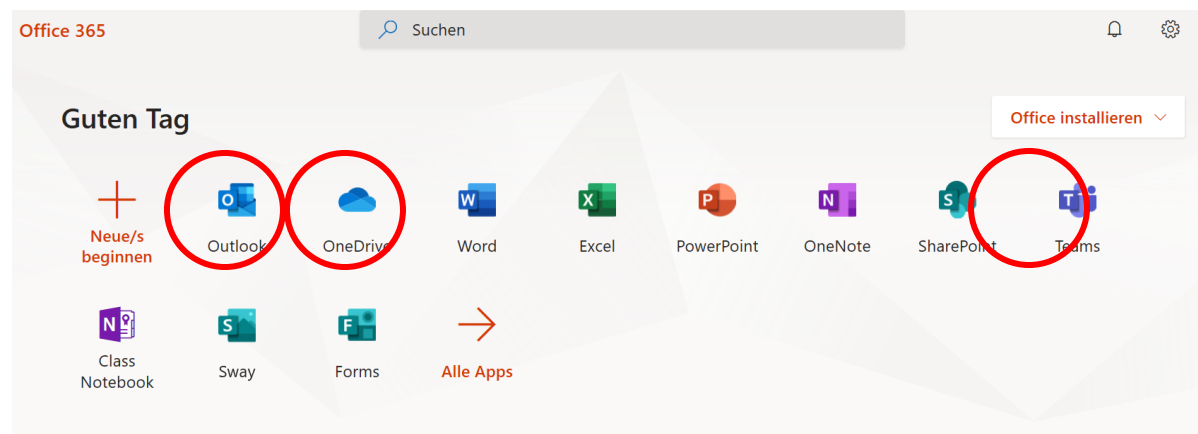 Office 365
Suchen
Guten Tag
Office installieren
Neue/s beginnen
Outlook
OneDrive
Word
Excel
PowerPoint
OneNote
SharePoint
Teams
Class Notebook
Sway
Forms
Alle Apps